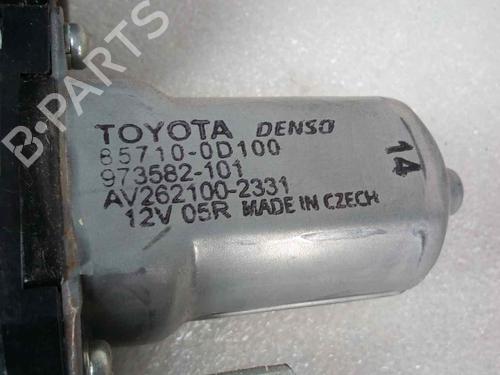 B-PARTS
TOYOTA DENSO
85710-0D100
973582-101
AV262100-2331
12V 05R MADE IN CZECH
14